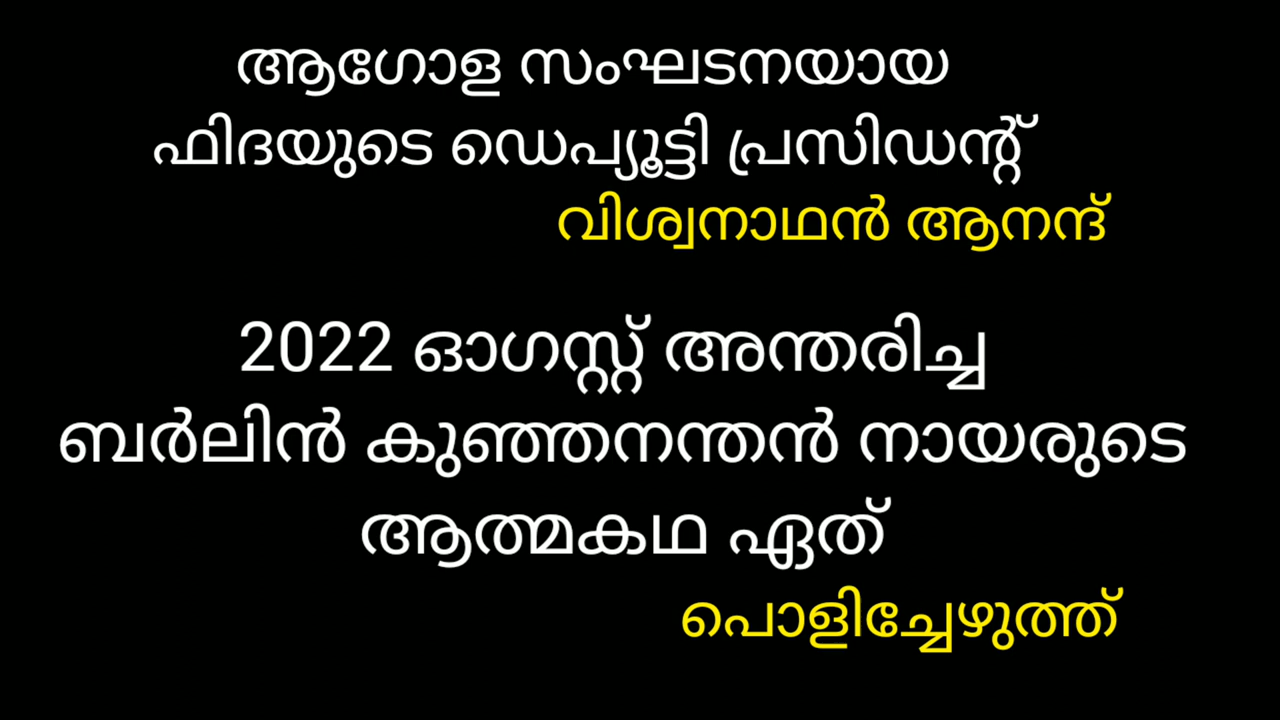 ആഗോള സംഘടനയായ
ഫിദയുടെ ഡെപ്യൂട്ടി പ്രസിഡന്റ്
വിശ്വനാഥൻ ആനന്ദ്
2022 ഓഗസ്റ്റ് അന്തരിച്ച
ബർലിൻ കുഞ്ഞനന്തൻ നായരുടെ
ആത്മകഥ ഏത്
പൊളിച്ചേഴുത്ത്